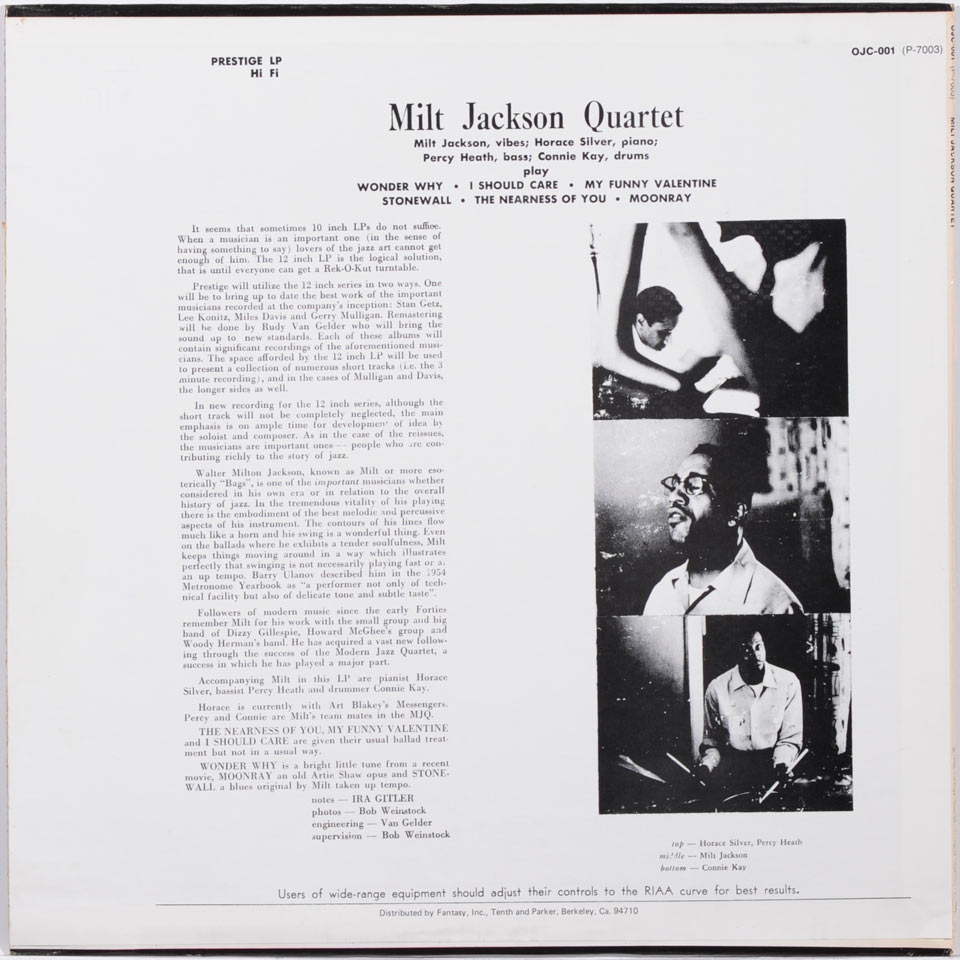 PRESTIGE LP
Hi Fi
OJC-001 (P-7003)
Milt Jackson Quartet
Milt Jackson, vibes; Horace Silver, piano;
Percy Heath, bass; Connie Kay, drums
play
WONDER WHY • I SHOULD CARE • MY FUNNY VALENTINE
STONEWALL • THE NEARNESS OF YOU • MOONRAY
It seems that sometimes 10 inch LPs do not suffice.
When a musician is an important one (in the sense of
having something to say) lovers of the jazz art cannot get
enough of him. The 12 inch LP is the logical solution,
that is until everyone can get a Rek-O-Kut turntable.
Prestige will utilize the 12 inch series in two ways. One
will be to bring up to date the best work of the important
musicians recorded at the company's inception: Stan Getz,
Lee Konitz, Miles Davis and Gerry Mulligan. Remastering
will be done by Rudy Van Gelder who will bring the
sound up to new standards. Each of these albums will
contain significant recordings of the aforementioned musi-
cians. The space afforded by the 12 inch LP will be used
to present a collection of numerous short tracks (i.e. the 3
minute recording), and in the cases of Mulligan and Davis,
the longer sides as well.
In new recording for the 12 inch series, although the
short track will not be completely neglected, the main
emphasis is on ample time for development of idea by
the soloist and composer. As in the case of the reissues,
the musicians are important ones — people who are con-
tributing richly to the story of jazz.
Walter Milton Jackson, known as Milt or more eso-
terically "Bags", is one of the important musicians whether
considered in his own era or in relation to the overall
history of jazz. In the tremendous vitality of his playing
there is the embodiment of the best melodic and percussive
aspects of his instrument. The contours of his lines flow
much like a horn and his swing is a wonderful thing. Even
on the ballads where he exhibits a tender soulfulness, Milt
keeps things moving around in a way which illustrates
perfectly that swinging is not necessarily playing fast or at
an up tempo. Barry Ulanov described him in the 1954
Metronome Yearbook as "a performer not only of tech-
nical facility but also of delicate tone and subtle taste".
Followers of modern music since the early Forties
remember Milt for his work with the small group and big
band of Dizzy Gillespie, Howard McGhee's group and
Woody Herman's band. He has acquired a vast new follow-
ing through the success of the Modern Jazz Quartet, a
success in which he has played a major part.
Accompanying Milt in this LP are pianist Horace
Silver, bassist Percy Heath and drummer Connie Kay.
Horace is currently with Art Blakey's Messengers.
Percy and Connie are Milt's team mates in the MJQ.
THE NEARNESS OF YOU, MY FUNNY VALENTINE
and I SHOULD CARE are given their usual ballad treat-
ment but not in a usual way.
WONDER WHY is a bright little tune from a recent
movie, MOONRAY an old Artie Shaw opus and STONE-
WALL a blues original by Milt taken up tempo.
notes — IRA GITLER
photos — Bob Weinstock
engineering — Van Gelder
supervision — Bob Weinstock
top — Horace Silver, Percy Heath
middle — Milt Jackson
bottom — Connie Kay
Users of wide-range equipment should adjust their controls to the RIAA curve for best results.
Distributed by Fantasy, Inc., Tenth and Parker, Berkeley, Ca. 94710
OJC-001 (P-7003) MILT JACKSON QUARTET